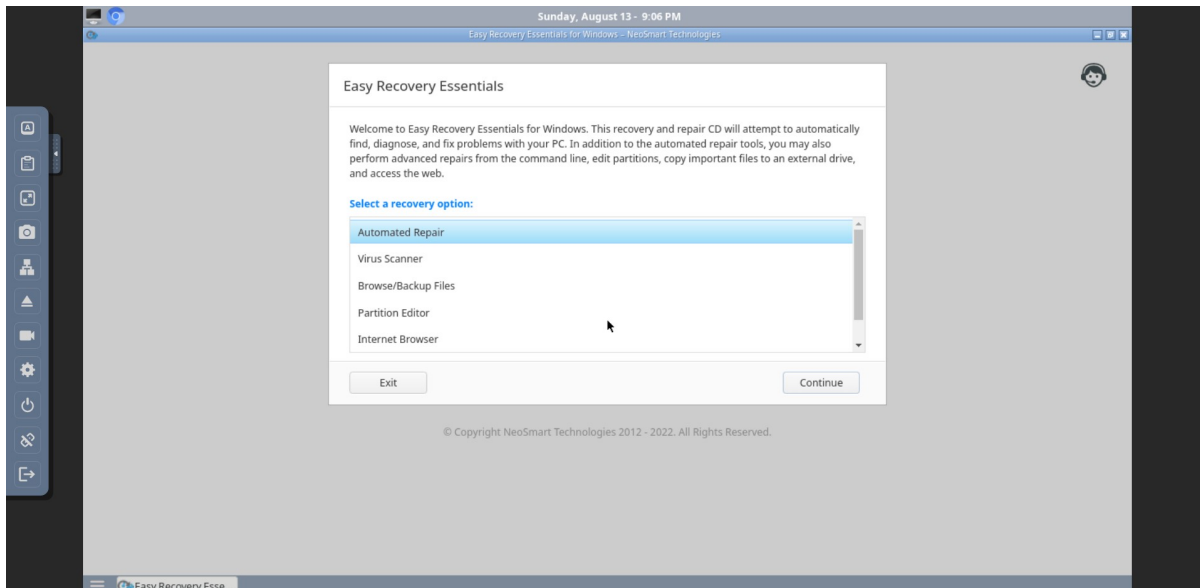 Sunday, August 13 - 9:06 PM
Easy Recovery Essentials for Windows – NeoSmart Technologies
Easy Recovery Essentials
Welcome to Easy Recovery Essentials for Windows. This recovery and repair CD will attempt to automatically
find, diagnose, and fix problems with your PC. In addition to the automated repair tools, you may also
perform advanced repairs from the command line, edit partitions, copy important files to an external drive,
and access the web.
Select a recovery option:
Automated Repair
Virus Scanner
Browse/Backup Files
Partition Editor
Internet Browser
Exit
Continue
© Copyright NeoSmart Technologies 2012 - 2022. All Rights Reserved.
A
Easy Recovery Esse...